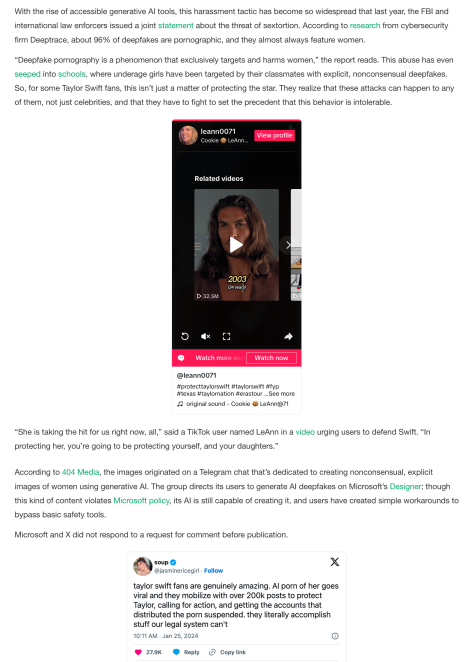 With the rise of accessible generative AI tools, this harassment tactic has become so widespread that last year, the FBI and
international law enforcers issued a joint statement about the threat of sextortion. According to research from cybersecurity
firm Deeptrace, about 96% of deepfakes are pornographic, and they almost always feature women.
“Deepfake pornography is a phenomenon that exclusively targets and harms women,” the report reads. This abuse has even
seeped into schools, where underage girls have been targeted by their classmates with explicit, nonconsensual deepfakes.
So, for some Taylor Swift fans, this isn’t just a matter of protecting the star. They realize that these attacks can happen to any
of them, not just celebrities, and that they have to fight to set the precedent that this behavior is intolerable.
leann0071
Cookie 🍪 LeAnn...
View profile
Related videos
2003
32.5M
Watch more
Watch now
@leann0071
#protecttaylorswift #taylorswift #fyp
#texas #taylornation #erastour ...See more
original sound - Cookie 🍪 LeAnn@71
“She is taking the hit for us right now, all,” said a TikTok user named LeAnn in a video urging users to defend Swift. “In
protecting her, you’re going to be protecting yourself, and your daughters.”
According to 404 Media, the images originated on a Telegram chat that’s dedicated to creating nonconsensual, explicit
images of women using generative AI. The group directs its users to generate AI deepfakes on Microsoft’s Designer; though
this kind of content violates Microsoft policy, its AI is still capable of creating it, and users have created simple workarounds to
bypass basic safety tools.
Microsoft and X did not respond to a request for comment before publication.
soup
@jasminericegirl · Follow
taylor swift fans are genuinely amazing. AI porn of her goes
viral and they mobilize with over 200k posts to protect
Taylor, calling for action, and getting the accounts that
distributed the porn suspended. they literally accomplish
stuff our legal system can't
10:11 AM · Jan 25, 2024
27.9K Reply Copy link